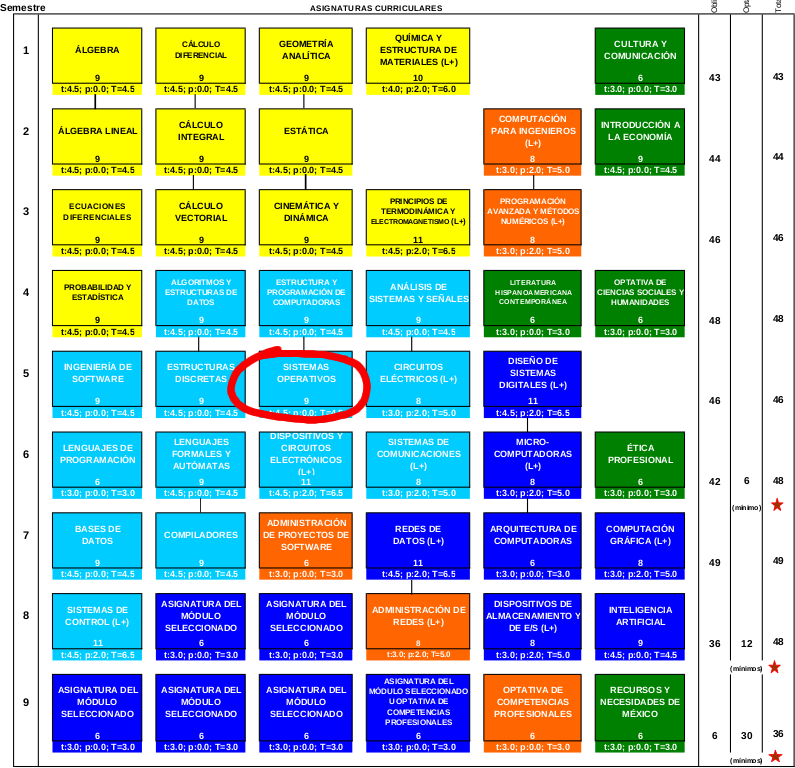 Semestre
ASIGNATURAS CURRICULARES
1
ÁLGEBRA
9
t:4.5; p:0.0; T=4.5
CÁLCULO
DIFERENCIAL
9
t:4.5; p:0.0; T=4.5
GEOMETRÍA
ANALÍTICA
9
t:4.5; p:0.0; T=4.5
QUÍMICA Y
ESTRUCTURA DE
MATERIALES (L+)
10
t:4.0; p:2.0; T=6.0
CULTURA Y
COMUNICACIÓN
6
t:3.0; p:0.0; T=3.0
43
43
2
ÁLGEBRA LINEAL
9
t:4.5; p:0.0; T=4.5
CÁLCULO
INTEGRAL
9
t:4.5; p:0.0; T=4.5
ESTÁTICA
9
t:4.5; p:0.0; T=4.5
COMPUTACIÓN
PARA INGENIEROS
(L+)
8
t:3.0; p:2.0; T=5.0
INTRODUCCIÓN A
LA ECONOMÍA
9
t:4.5; p:0.0; T=4.5
44
44
3
ECUACIONES
DIFERENCIALES
9
t:4.5; p:0.0; T=4.5
CÁLCULO
VECTORIAL
9
t:4.5; p:0.0; T=4.5
CINEMÁTICA Y
DINÁMICA
9
t:4.5; p:0.0; T=4.5
PRINCIPIOS DE
TERMODINÁMICA Y
ELECTROMAGNETISMO (L+)
11
t:4.5; p:2.0; T=6.5
PROGRAMACIÓN
AVANZADA Y MÉTODOS
NUMÉRICOS (L+)
8
t:3.0; p:2.0; T=5.0
46
46
4
PROBABILIDAD Y
ESTADÍSTICA
9
t:4.5; p:0.0; T=4.5
ALGORITMOS Y
ESTRUCTURAS DE
DATOS
9
t:4.5; p:0.0; T=4.5
ESTRUCTURA Y
PROGRAMACIÓN DE
COMPUTADORAS
9
t:4.5; p:0.0; T=4.5
ANÁLISIS DE
SISTEMAS Y SEÑALES
9
t:4.5; p:0.0; T=4.5
LITERATURA
HISPANOAMERICANA
CONTEMPORÁNEA
6
t:3.0; p:0.0; T=3.0
OPTATIVA DE
CIENCIAS SOCIALES Y
HUMANIDADES
6
t:3.0; p:0.0; T=3.0
48
48
5
INGENIERÍA DE
SOFTWARE
9
t:4.5; p:0.0; T=4.5
ESTRUCTURAS
DISCRETAS
9
t:4.5; p:0.0; T=4.5
SISTEMAS
OPERATIVOS
9
CIRCUITOS
ELÉCTRICOS (L+)
8
t:3.0; p:2.0; T=5.0
DISEÑO DE
SISTEMAS
DIGITALES (L+)
11
t:4.5; p:2.0; T=6.5
46
46
6
LENGUAJES DE
PROGRAMACIÓN
6
t:3.0; p:0.0; T=3.0
LENGUAJES
FORMALES Y
AUTÓMATAS
9
t:4.5; p:0.0; T=4.5
DISPOSITIVOS Y
CIRCUITOS
ELECTRÓNICOS
(L+)
11
t:4.5; p:2.0; T=6.5
SISTEMAS DE
COMUNICACIONES
(L+)
8
t:3.0; p:2.0; T=5.0
MICRO-
COMPUTADORAS
(L+)
8
t:3.0; p:2.0; T=5.0
ÉTICA
PROFESIONAL
6
t:3.0; p:0.0; T=3.0
42
6
(mínimo)
48
7
BASES DE
DATOS
9
t:4.5; p:0.0; T=4.5
COMPILADORES
9
t:4.5; p:0.0; T=4.5
ADMINISTRACIÓN
DE PROYECTOS DE
SOFTWARE
6
t:3.0; p:0.0; T=3.0
REDES DE
DATOS (L+)
11
t:4.5; p:2.0; T=6.5
ARQUITECTURA DE
COMPUTADORAS
6
t:3.0; p:0.0; T=3.0
COMPUTACIÓN
GRÁFICA (L+)
8
t:3.0; p:2.0; T=5.0
49
49
8
SISTEMAS DE
CONTROL (L+)
11
t:4.5; p:2.0; T=6.5
ASIGNATURA DEL
MÓDULO
SELECCIONADO
6
t:3.0; p:0.0; T=3.0
ASIGNATURA DEL
MÓDULO
SELECCIONADO
6
t:3.0; p:0.0; T=3.0
ADMINISTRACIÓN DE
REDES (L+)
8
t:3.0; p:2.0; T=5.0
DISPOSITIVOS DE
ALMACENAMIENTO Y
DE E/S (L+)
8
t:3.0; p:2.0; T=5.0
INTELIGENCIA
ARTIFICIAL
9
t:4.5; p:0.0; T=4.5
36
12
(mínimos)
48
9
ASIGNATURA DEL
MÓDULO
SELECCIONADO
6
t:3.0; p:0.0; T=3.0
ASIGNATURA DEL
MÓDULO
SELECCIONADO
6
t:3.0; p:0.0; T=3.0
ASIGNATURA DEL
MÓDULO
SELECCIONADO
6
t:3.0; p:0.0; T=3.0
ASIGNATURA DEL
MÓDULO SELECCIONADO
U OPTATIVA DE
COMPETENCIAS
PROFESIONALES
6
t:3.0; p:0.0; T=3.0
OPTATIVA DE
COMPETENCIAS
PROFESIONALES
6
t:3.0; p:0.0; T=3.0
RECURSOS Y
NECESIDADES DE
MÉXICO
6
t:3.0; p:0.0; T=3.0
6
30
(mínimos)
36